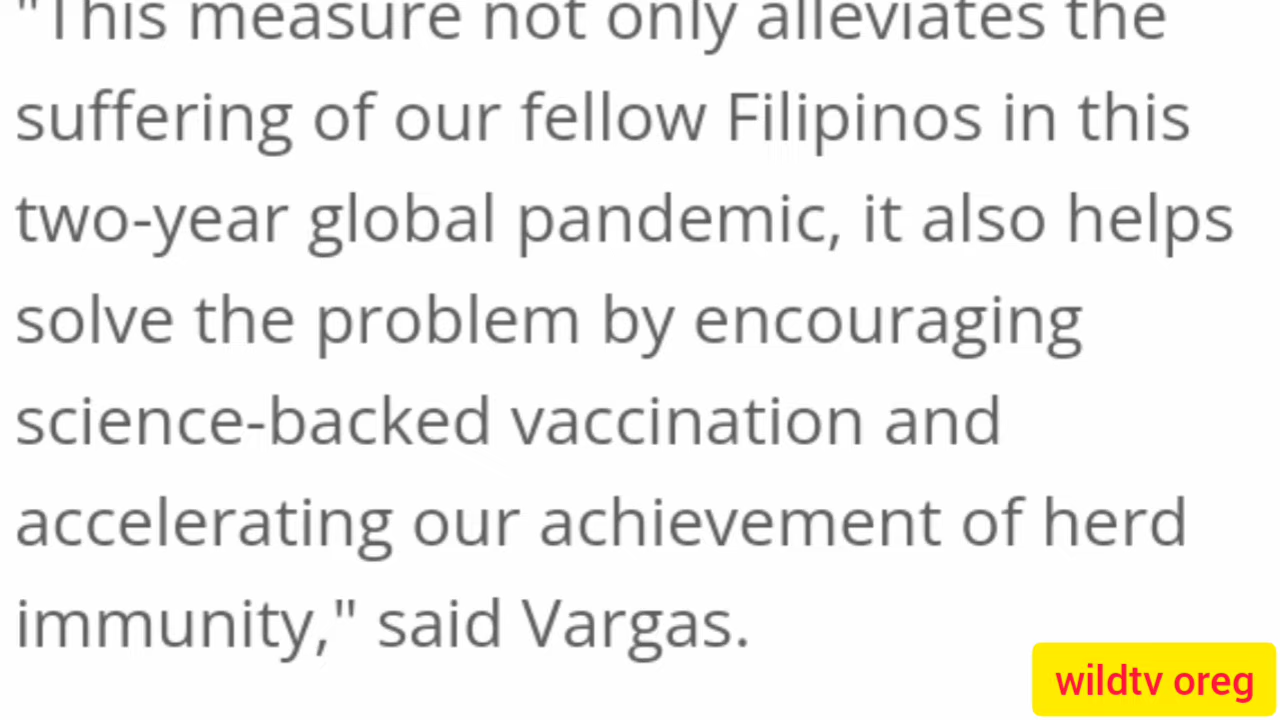 "This measure not only alleviates the
suffering of our fellow Filipinos in this
two-year global pandemic, it also helps
solve the problem by encouraging
science-backed vaccination and
accelerating our achievement of herd
immunity," said Vargas.
wildtv oreg